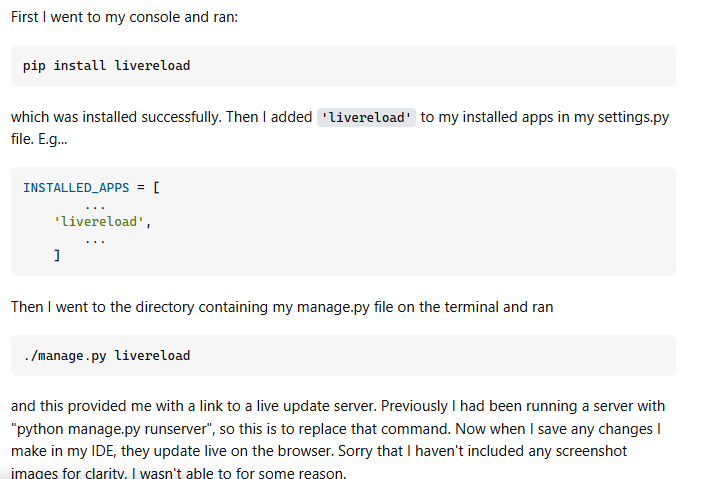 First I went to my console and ran:
pip install livereload
which was installed successfully. Then I added 'livereload' to my installed apps in my settings.py
file. E.g...
INSTALLED_APPS = [
...
'livereload',
...
]
Then I went to the directory containing my manage.py file on the terminal and ran
./manage.py livereload
and this provided me with a link to a live update server. Previously I had been running a server with
"python manage.py runserver", so this is to replace that command. Now when I save any changes I
make in my IDE, they update live on the browser. Sorry that I haven't included any screenshot
images for clarity. I wasn't able to for some reason.